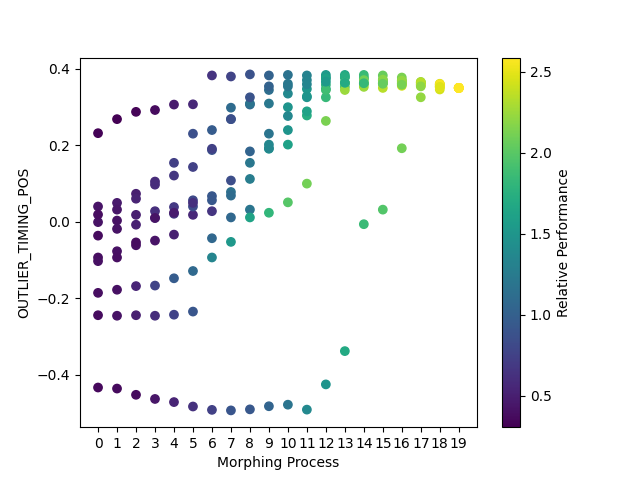 0.4
0.2
0.0
−0.2
−0.4
OUTLIER_TIMING_POS
0 1 2 3 4 5 6 7 8 9 10 11 12 13 14 15 16 17 18 19
Morphing Process
2.5
2.0
1.5
1.0
0.5
Relative Performance